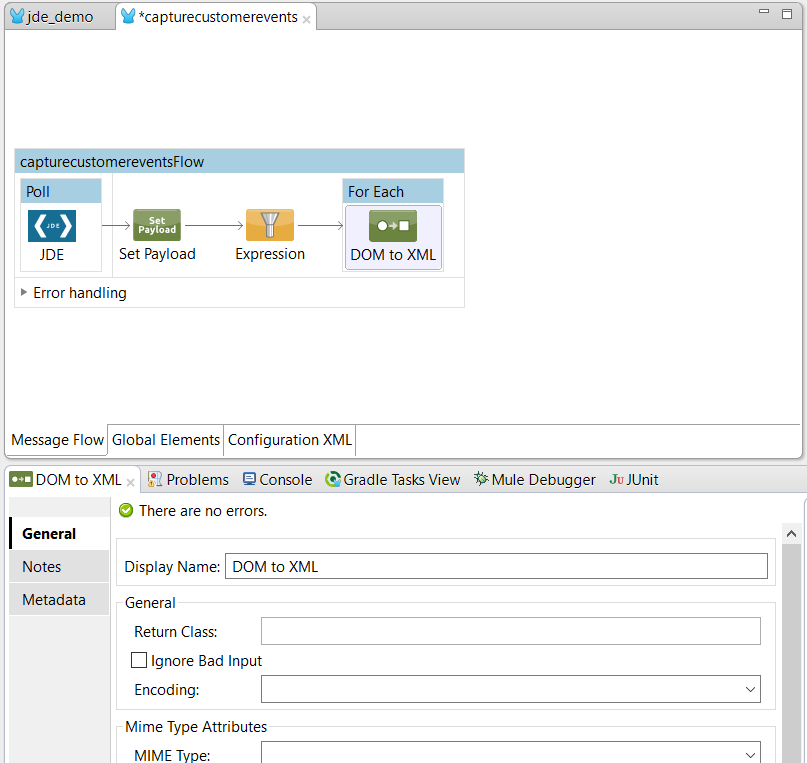 jde_demo
*capturecustomerevents
capturecustomereventsFlow
Poll
For Each
JDE
Set
Payload
JDE
Set Payload
Expression
DOM to XML
Error handling
Message Flow
Global Elements
Configuration XML
DOM to XML
Problems
Console
Gradle Tasks View
Mule Debugger
Ju JUnit
There are no errors.
General
Notes
Metadata
Display Name: DOM to XML
General
Return Class:
Ignore Bad Input
Encoding:
Mime Type Attributes
MIME Type: